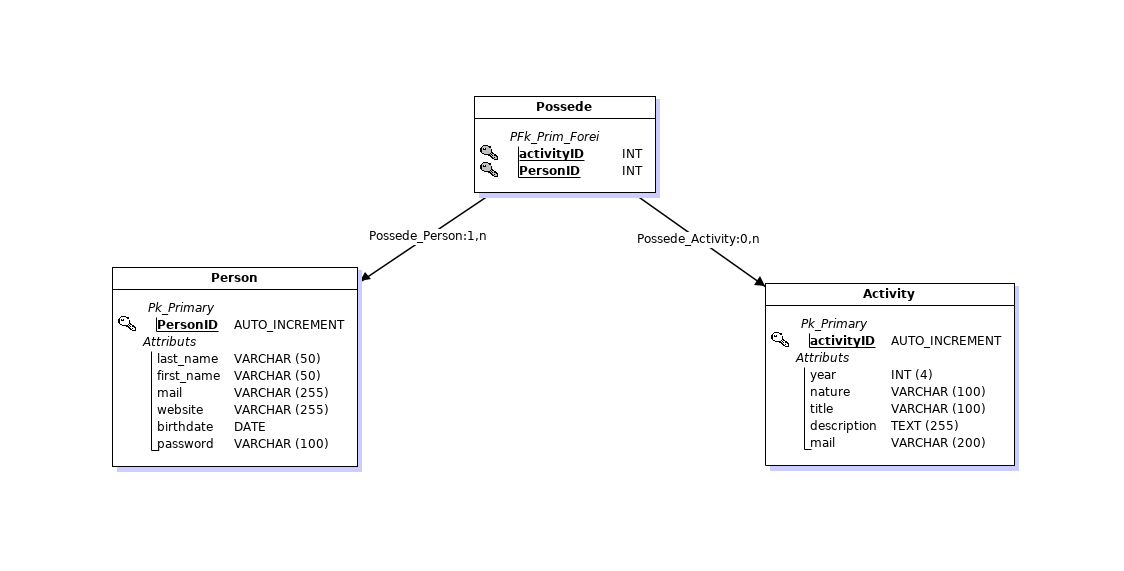 Possede
PFk_Prim_Forei
activityID INT
PersonID INT
Possede_Person:1,n
Possede_Activity:0,n
Person
Pk_Primary
PersonID AUTO_INCREMENT
Attributs
last_name VARCHAR (50)
first_name VARCHAR (50)
mail VARCHAR (255)
website VARCHAR (255)
birthdate DATE
password VARCHAR (100)
Activity
Pk_Primary
activityID AUTO_INCREMENT
Attributs
year INT (4)
nature VARCHAR (100)
title VARCHAR (100)
description TEXT (255)
mail VARCHAR (200)